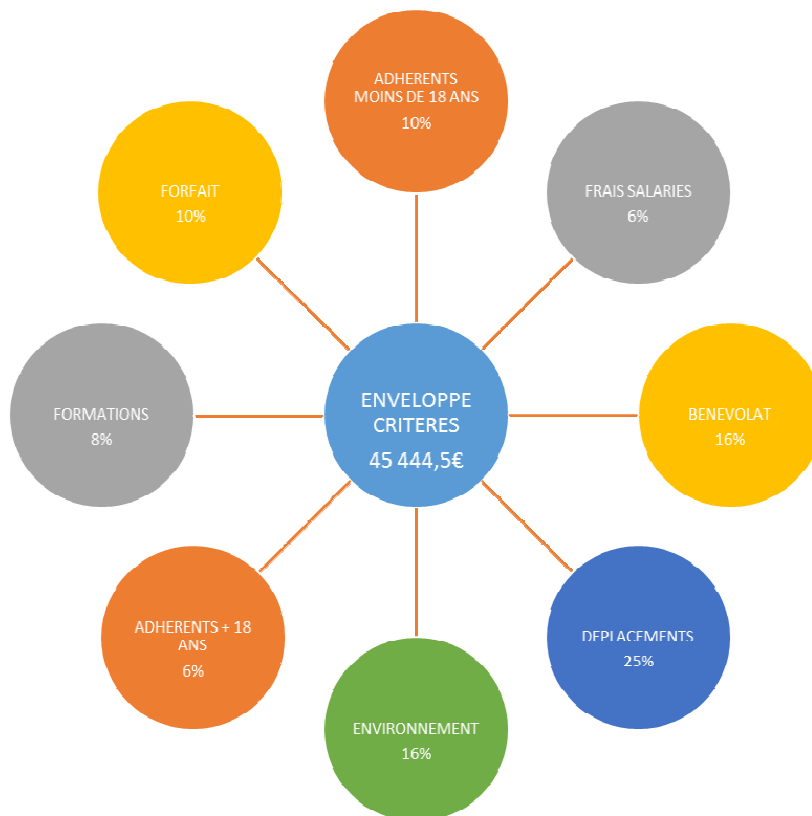 ADHERENTS
MOINS DE 18 ANS
10%
FORFAIT
10%
FRAIS SALARIES
6%
ENVELOPPE
CRITERES
45 444,5€
FORMATIONS
8%
BENEVOLAT
16%
ADHERENTS + 18
ANS
6%
DEPLACEMENTS
25%
ENVIRONNEMENT
16%